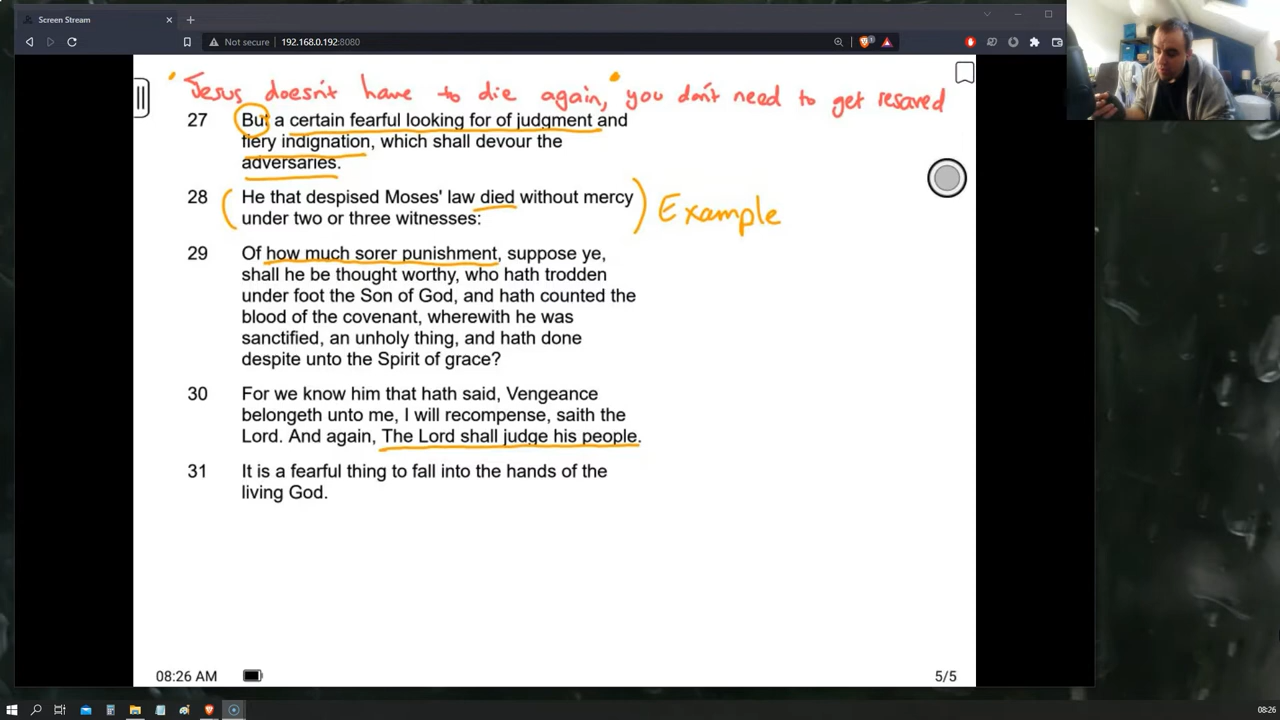 Screen Stream
Not secure 192.168.0.192:8080
Jesus doesn't have to die again, you don't need to get resaved
27 But a certain fearful looking for of judgment and
fiery indignation, which shall devour the
adversaries.
28 He that despised Moses' law died without mercy
under two or three witnesses:
Example
29 Of how much sorer punishment, suppose ye,
shall he be thought worthy, who hath trodden
under foot the Son of God, and hath counted the
blood of the covenant, wherewith he was
sanctified, an unholy thing, and hath done
despite unto the Spirit of grace?
30 For we know him that hath said, Vengeance
belongeth unto me, I will recompense, saith the
Lord. And again, The Lord shall judge his people.
31 It is a fearful thing to fall into the hands of the
living God.
08:26 AM 5/5
08:26